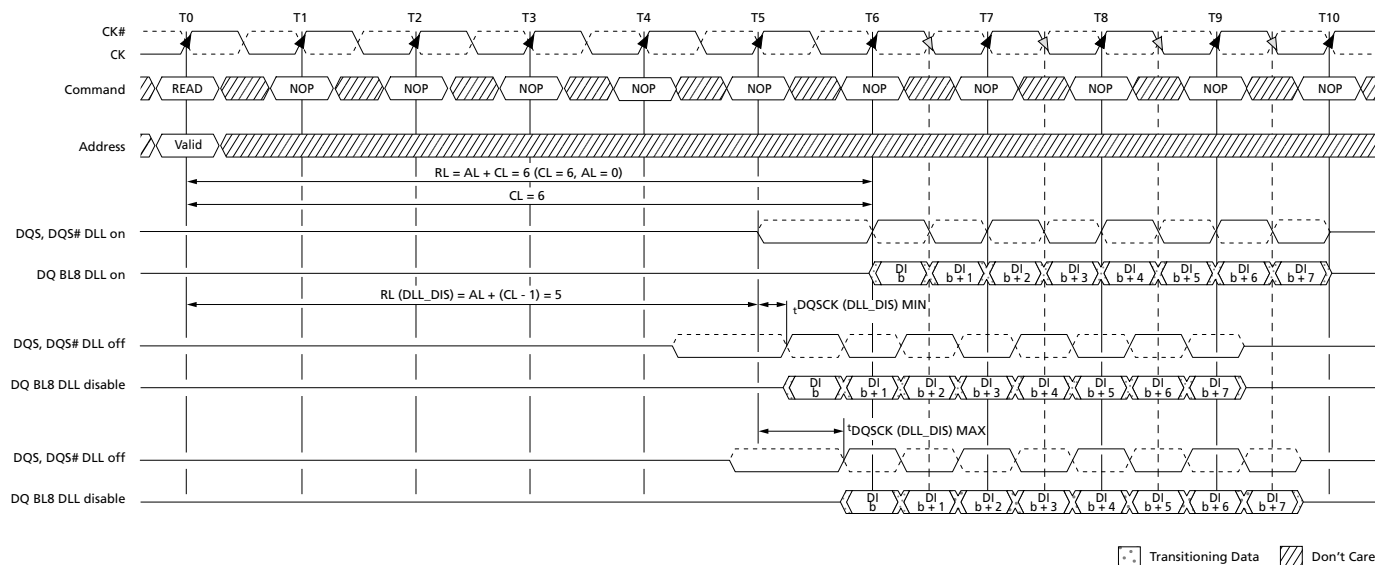 T0 T1 T2 T3 T4 T5 T6 T7 T8 T9 T10
CK#
CK
Command READ NOP NOP NOP NOP NOP NOP NOP NOP NOP NOP
Address Valid
RL = AL + CL = 6 (CL = 6, AL = 0)
CL = 6
DQS, DQS# DLL on
DQ BL8 DLL on DI b DI b + 1 DI b + 2 DI b + 3 DI b + 4 DI b + 5 DI b + 6 DI b + 7
RL (DLL_DIS) = AL + (CL - 1) = 5 tDQSCK (DLL_DIS) MIN
DQS, DQS# DLL off
DQ BL8 DLL disable DI b DI b + 1 DI b + 2 DI b + 3 DI b + 4 DI b + 5 DI b + 6 DI b + 7
tDQSCK (DLL_DIS) MAX
DQS, DQS# DLL off
DQ BL8 DLL disable DI b DI b + 1 DI b + 2 DI b + 3 DI b + 4 DI b + 5 DI b + 6 DI b + 7
Transitioning Data Don't Care